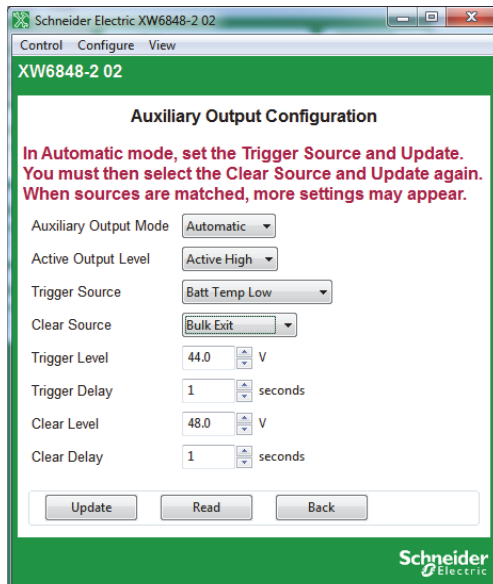 Schneider Electric XW6848-2 02
Control Configure View
XW6848-2 02
Auxiliary Output Configuration
In Automatic mode, set the Trigger Source and Update.
You must then select the Clear Source and Update again.
When sources are matched, more settings may appear.
Auxiliary Output Mode Automatic
Active Output Level Active High
Trigger Source Batt Temp Low
Clear Source Bulk Exit
Trigger Level 44.0 V
Trigger Delay 1 seconds
Clear Level 48.0 V
Clear Delay 1 seconds
Update Read Back
Schneider
Electric